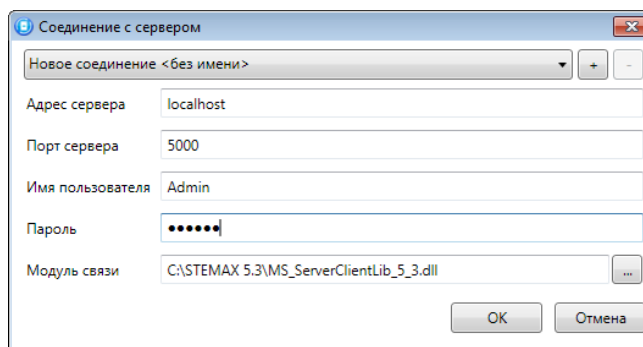 Соединение с сервером
Новое соединение <без имени>
+ -
Адрес сервера localhost
Порт сервера 5000
Имя пользователя Admin
Пароль ••••••
Модуль связи C:\STEMAX 5.3\MS_ServerClientLib_5_3.dll ...
OK Отмена